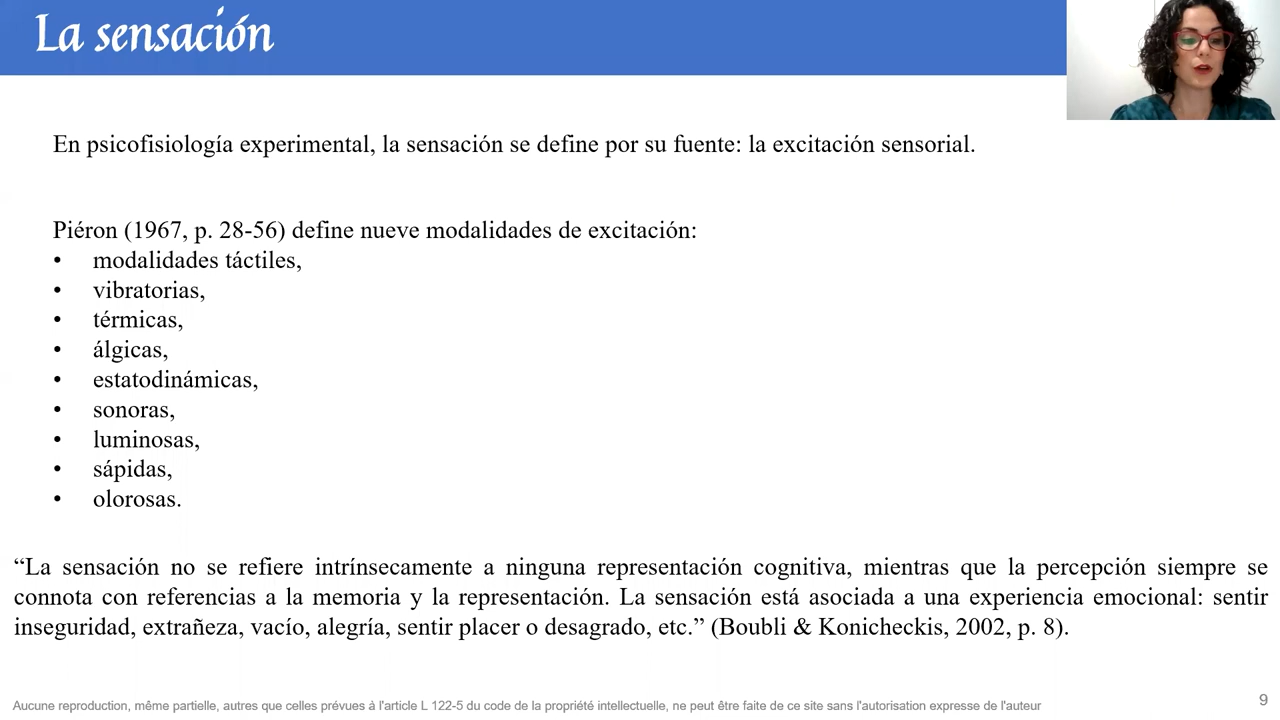 La sensación
En psicofisiología experimental, la sensación se define por su fuente: la excitación sensorial.
Piéron (1967, p. 28-56) define nueve modalidades de excitación:
• modalidades táctiles,
• vibratorias,
• térmicas,
• álgicas,
• estatodinámicas,
• sonoras,
• luminosas,
• sápidas,
• olorosas.
“La sensación no se refiere intrínsecamente a ninguna representación cognitiva, mientras que la percepción siempre se
connota con referencias a la memoria y la representación. La sensación está asociada a una experiencia emocional: sentir
inseguridad, extrañeza, vacío, alegría, sentir placer o desagrado, etc.” (Boubli & Konicheckis, 2002, p. 8).
Aucune reproduction, même partielle, autres que celles prévues à l'article L 122-5 du code de la propriété intellectuelle, ne peut être faite de ce site sans l'autorisation expresse de l'auteur
9